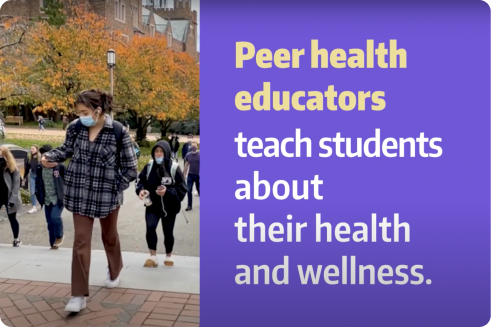 Peer health
educators
teach students
about
their health
and wellness.